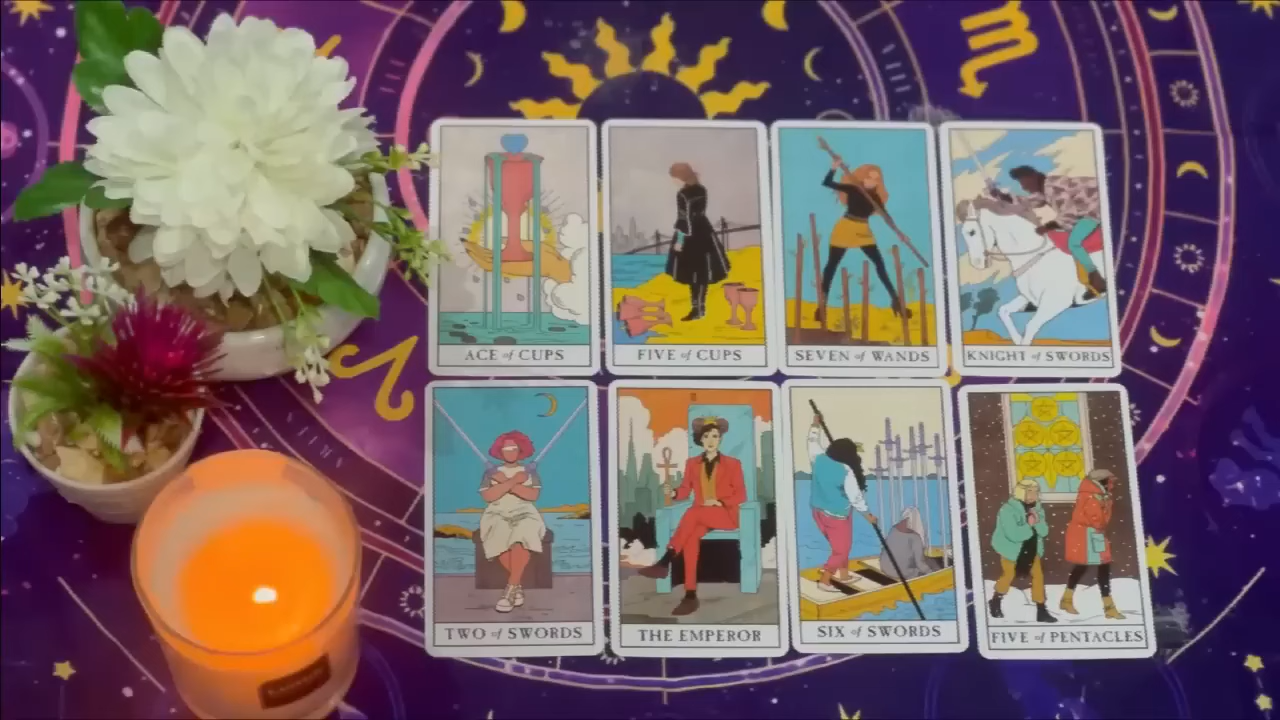 ACE of CUPS
FIVE of CUPS
SEVEN of WANDS
KNIGHT of SWORDS
TWO of SWORDS
THE EMPEROR
SIX of SWORDS
FIVE of PENTACLES